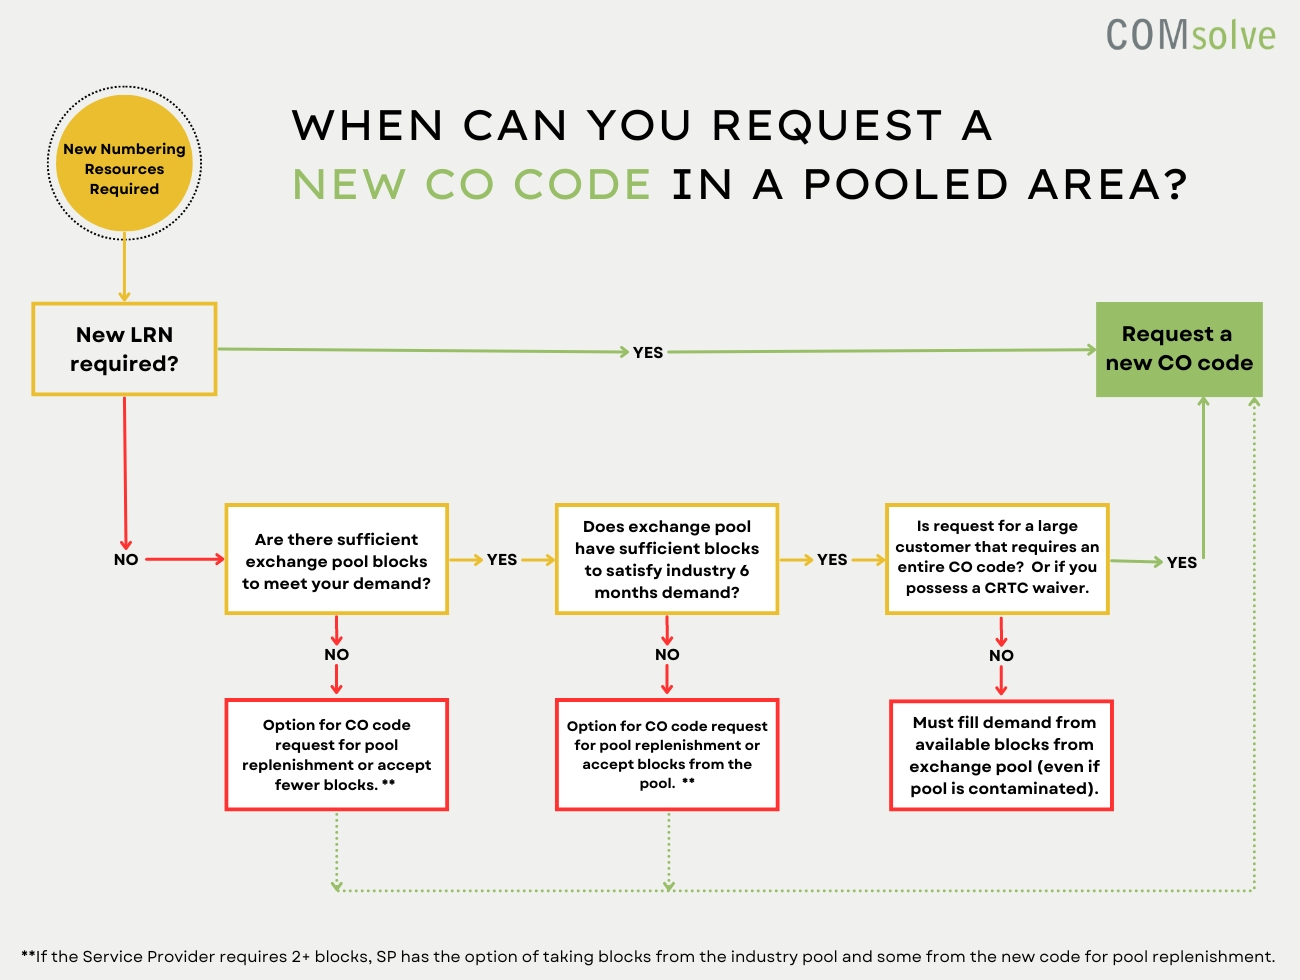 COMsolve
WHEN CAN YOU REQUEST A
NEW CO CODE IN A POOLED AREA?
New Numbering
Resources
Required
New LRN
required?
YES
Request a
new CO code
NO
Are there sufficient
exchange pool blocks
to meet your demand?
YES
Does exchange pool
have sufficient blocks
to satisfy industry 6
months demand?
YES
Is request for a large
customer that requires an
entire CO code? Or if you
possess a CRTC waiver.
YES
NO
NO
NO
Option for CO code
request for pool
replenishment or accept
fewer blocks. **
Option for CO code request
for pool replenishment or
accept blocks from the
pool. **
Must fill demand from
available blocks from
exchange pool (even if
pool is contaminated).
**If the Service Provider requires 2+ blocks, SP has the option of taking blocks from the industry pool and some from the new code for pool replenishment.